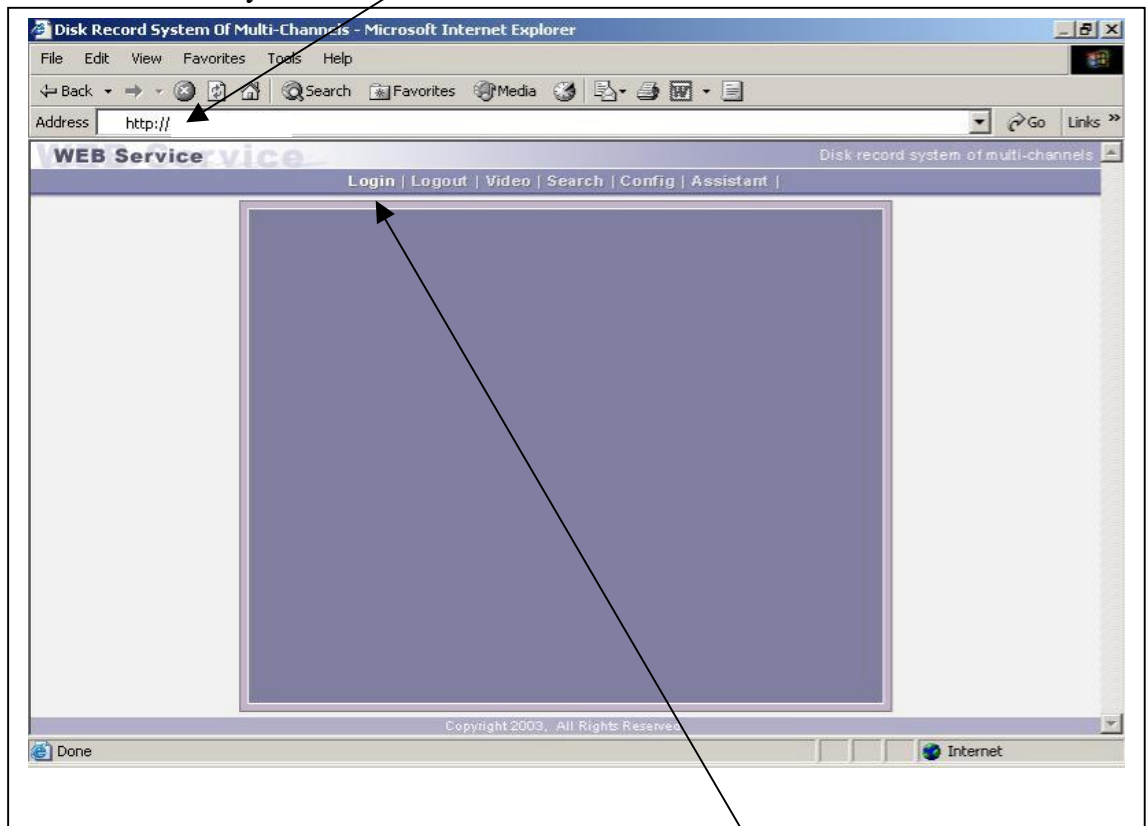 Disk Record System Of Multi-Channels - Microsoft Internet Explorer
File Edit View Favorites Tools Help
Back Search Favorites Media
Address http:// Go Links »
WEB Service Disk record system of multi-channels
Login | Logout | Video | Search | Config | Assistant |
Copyright 2003, All Rights Reserved
Done Internet